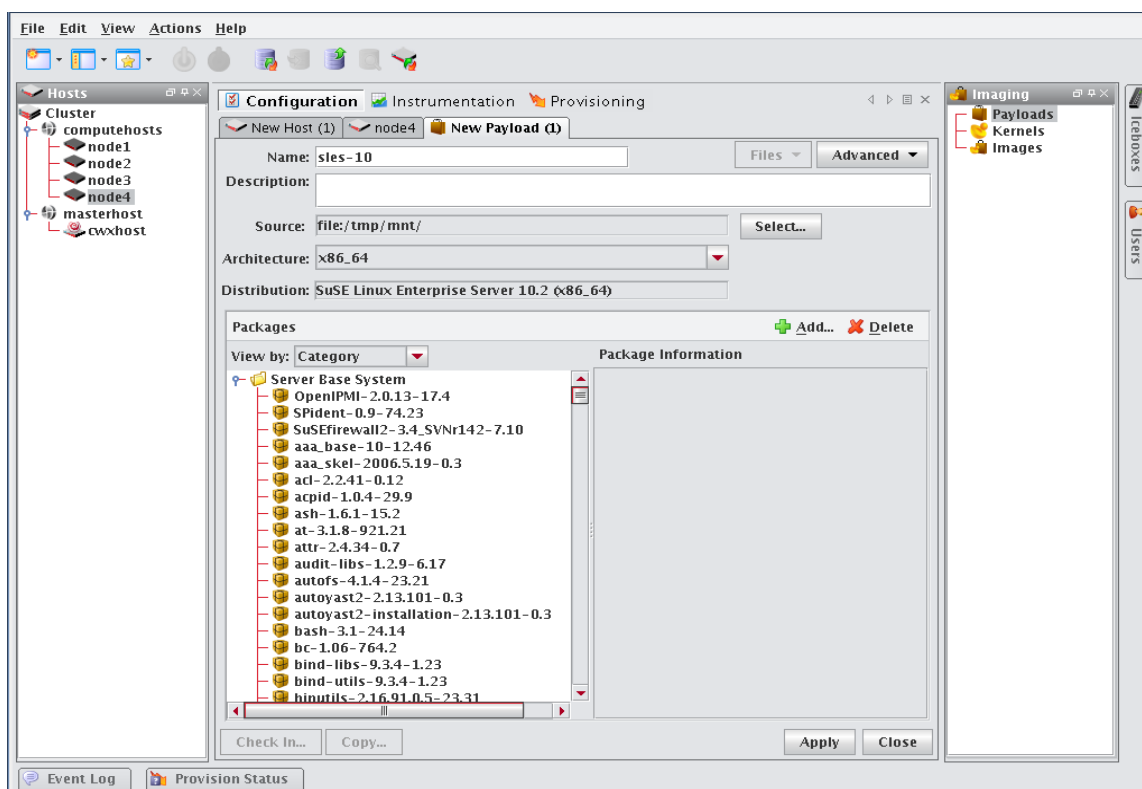 File Edit View Actions Help
Hosts
Cluster
computehosts
node1
node2
node3
node4
masterhost
cwxhost
Configuration Instrumentation Provisioning
New Host (1) node4 New Payload (1)
Name: sles-10 Files Advanced
Description:
Source: file:/tmp/mnt/ Select...
Architecture: x86_64
Distribution: SuSE Linux Enterprise Server 10.2 (x86_64)
Packages Add... Delete
View by: Category Package Information
Server Base System
OpenIPMI-2.0.13-17.4
SPident-0.9-74.23
SuSEfirewall2-3.4_SVNr142-7.10
aaa_base-10-12.46
aaa_skel-2006.5.19-0.3
acl-2.2.41-0.12
acpid-1.0.4-29.9
ash-1.6.1-15.2
at-3.1.8-921.21
attr-2.4.34-0.7
audit-libs-1.2.9-6.17
autofs-4.1.4-23.21
autoyast2-2.13.101-0.3
autoyast2-installation-2.13.101-0.3
bash-3.1-24.14
bc-1.06-764.2
bind-libs-9.3.4-1.23
bind-utils-9.3.4-1.23
binutils-2.16.91.0.5-23.31
Check In... Copy... Apply Close
Imaging
Payloads
Kernels
Images
Iceboxes
Users
Event Log Provision Status